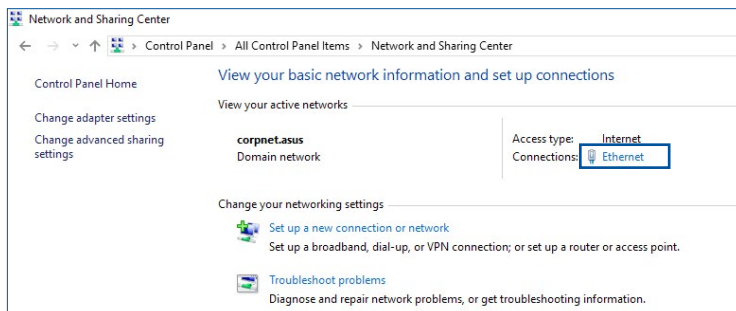 Network and Sharing Center
Control Panel > All Control Panel Items > Network and Sharing Center
Control Panel Home
Change adapter settings
Change advanced sharing
settings
View your basic network information and set up connections
View your active networks
corpnet.asus
Domain network
Access type: Internet
Connections: Ethernet
Change your networking settings
Set up a new connection or network
Set up a broadband, dial-up, or VPN connection; or set up a router or access point.
Troubleshoot problems
Diagnose and repair network problems, or get troubleshooting information.